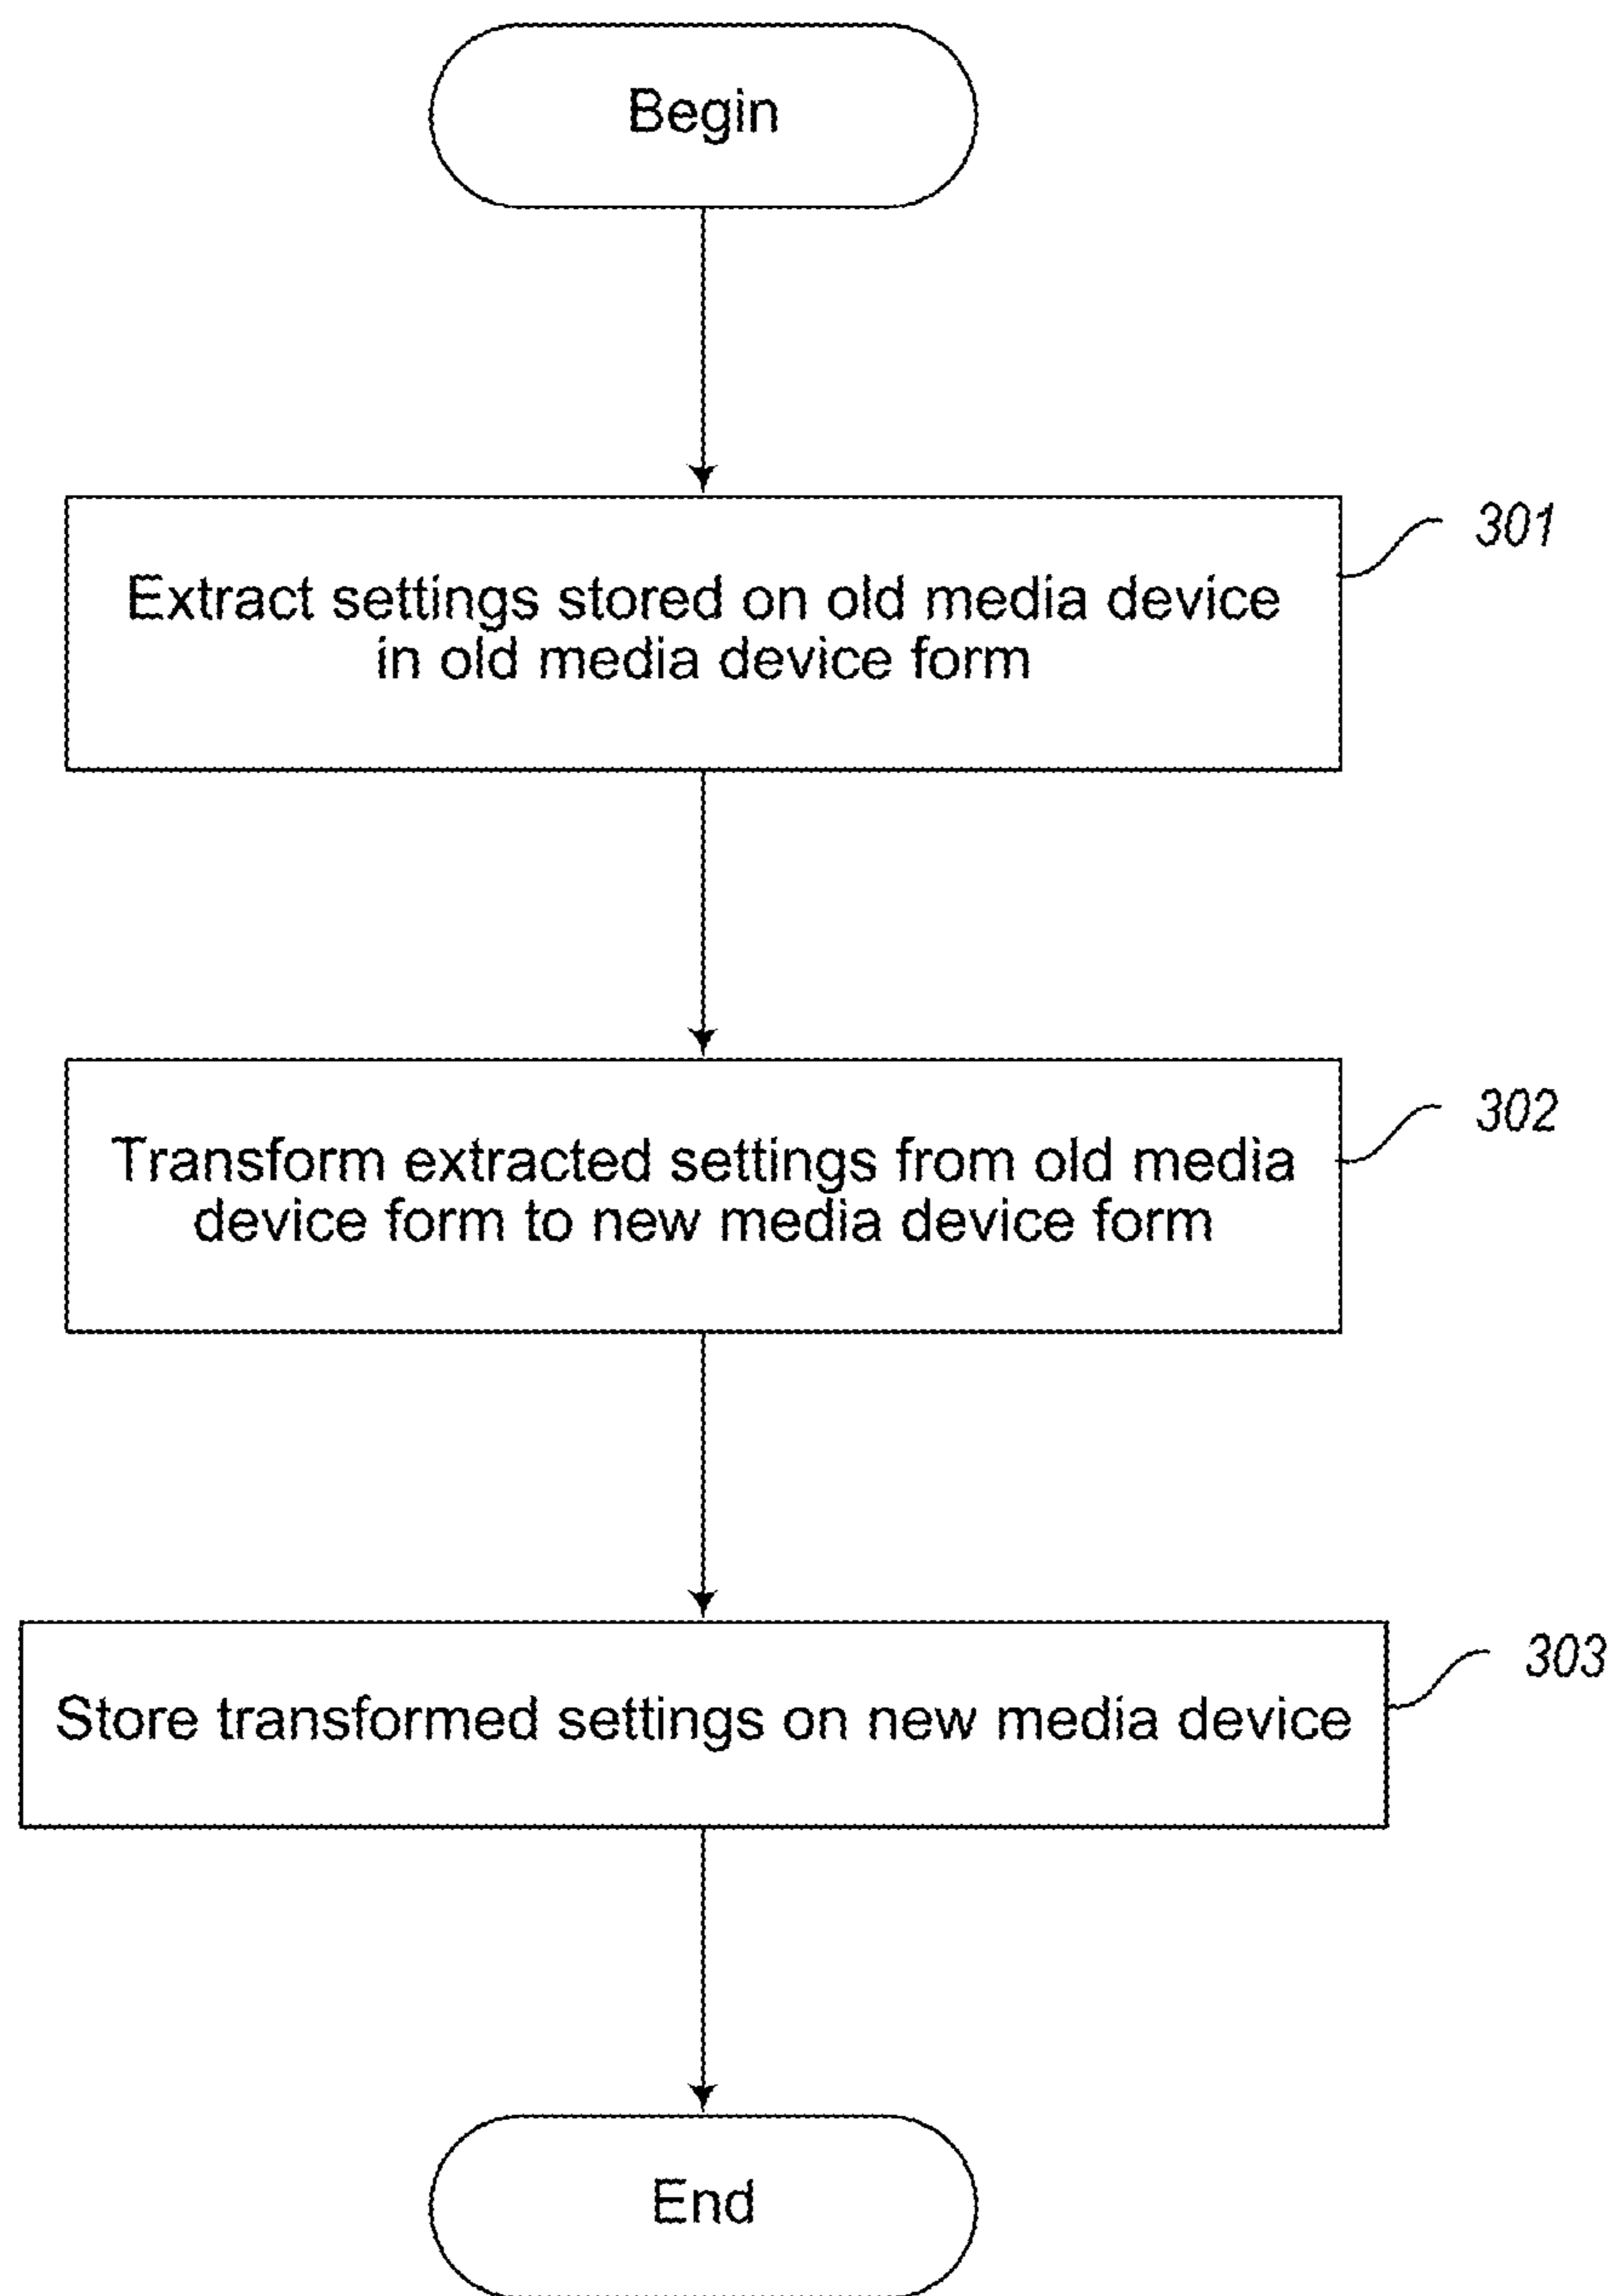 Begin
301
Extract settings stored on old media device
in old media device form
302
Transform extracted settings from old media
device form to new media device form
303
Store transformed settings on new media device
End